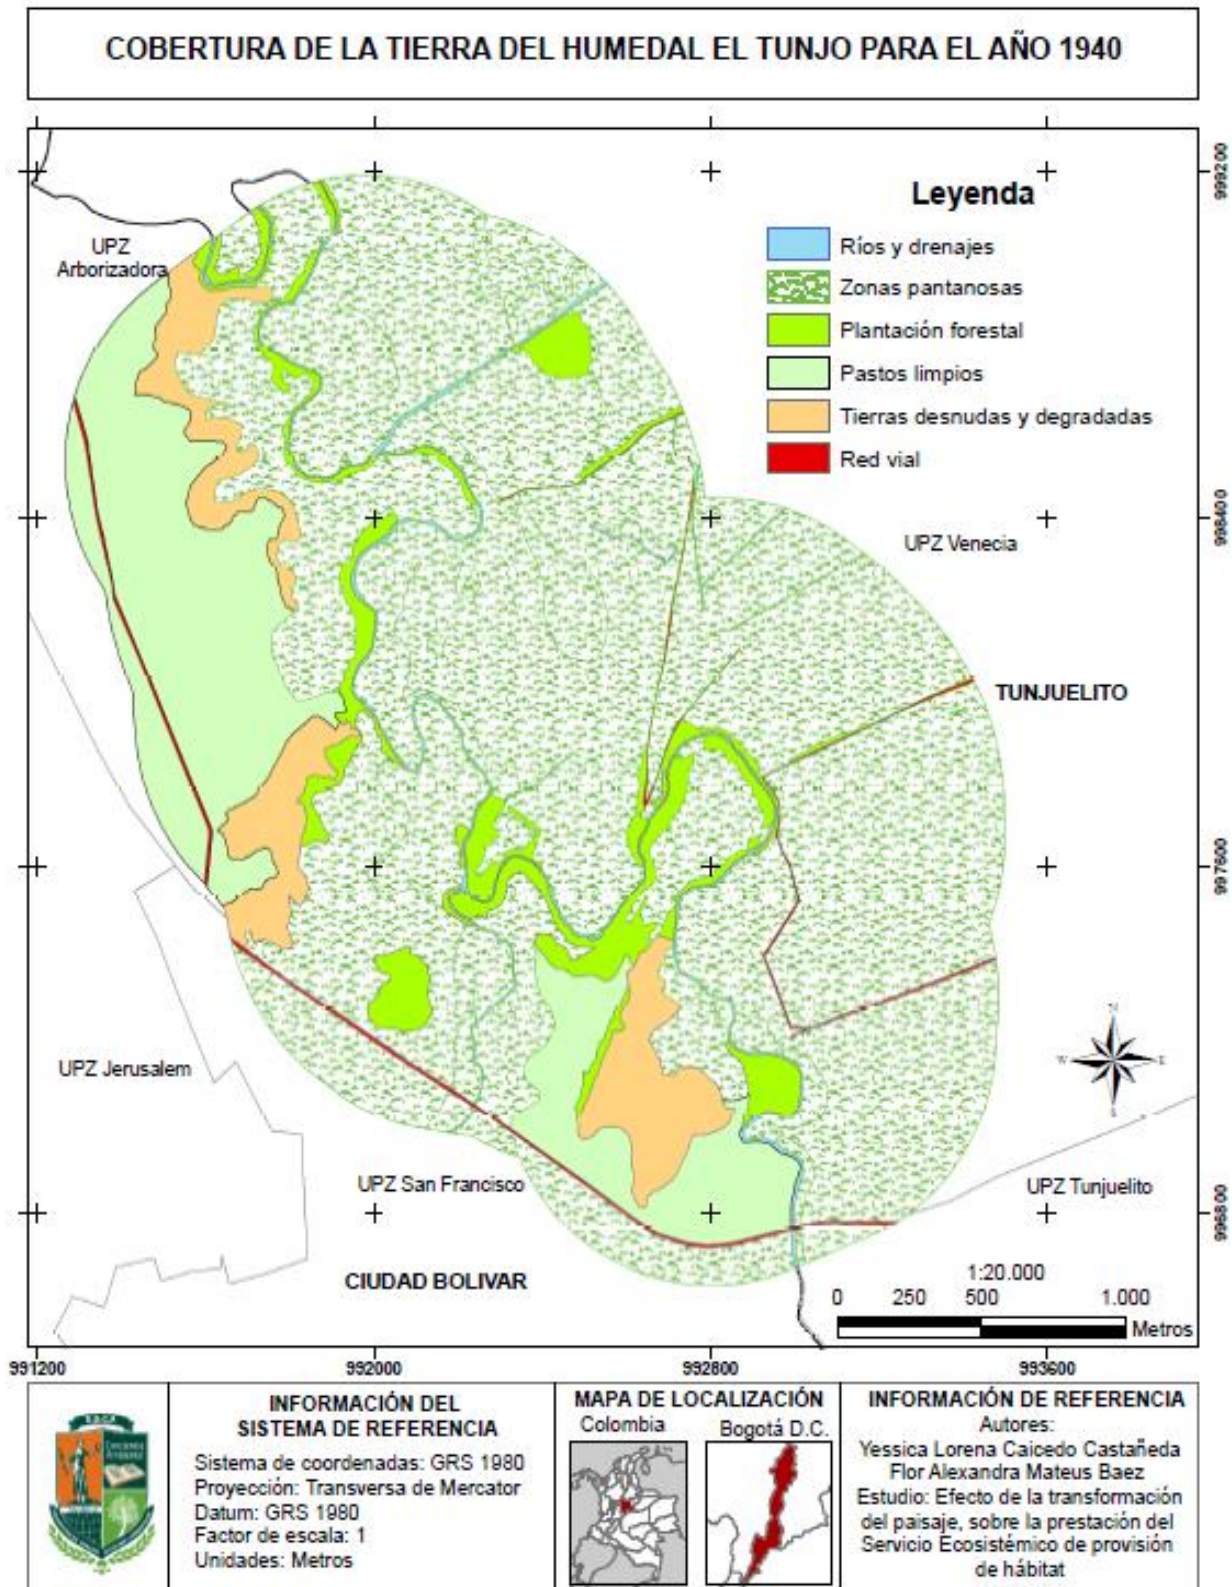 COBERTURA DE LA TIERRA DEL HUMEDAL EL TUNJO PARA EL AÑO 1940
999200
Leyenda
UPZ
Arborizadora
Ríos y drenajes
Zonas pantanosas
Plantación forestal
Pastos limpios
Tierras desnudas y degradadas
Red vial
998400
UPZ Venecia
TUNJUELITO
997600
N
W
E
S
UPZ Jerusalem
UPZ San Francisco
UPZ Tunjuelito
996800
CIUDAD BOLIVAR
1:20.000
0 250 500 1.000
Metros
991200 992000 992800 993600
INFORMACIÓN DEL
SISTEMA DE REFERENCIA
Sistema de coordenadas: GRS 1980
Proyección: Transversa de Mercator
Datum: GRS 1980
Factor de escala: 1
Unidades: Metros
MAPA DE LOCALIZACIÓN
Colombia Bogotá D.C.
INFORMACIÓN DE REFERENCIA
Autores:
Yessica Lorena Caicedo Castañeda
Flor Alexandra Mateus Baez
Estudio: Efecto de la transformación
del paisaje, sobre la prestación del
Servicio Ecosistémico de provisión
de hábitat